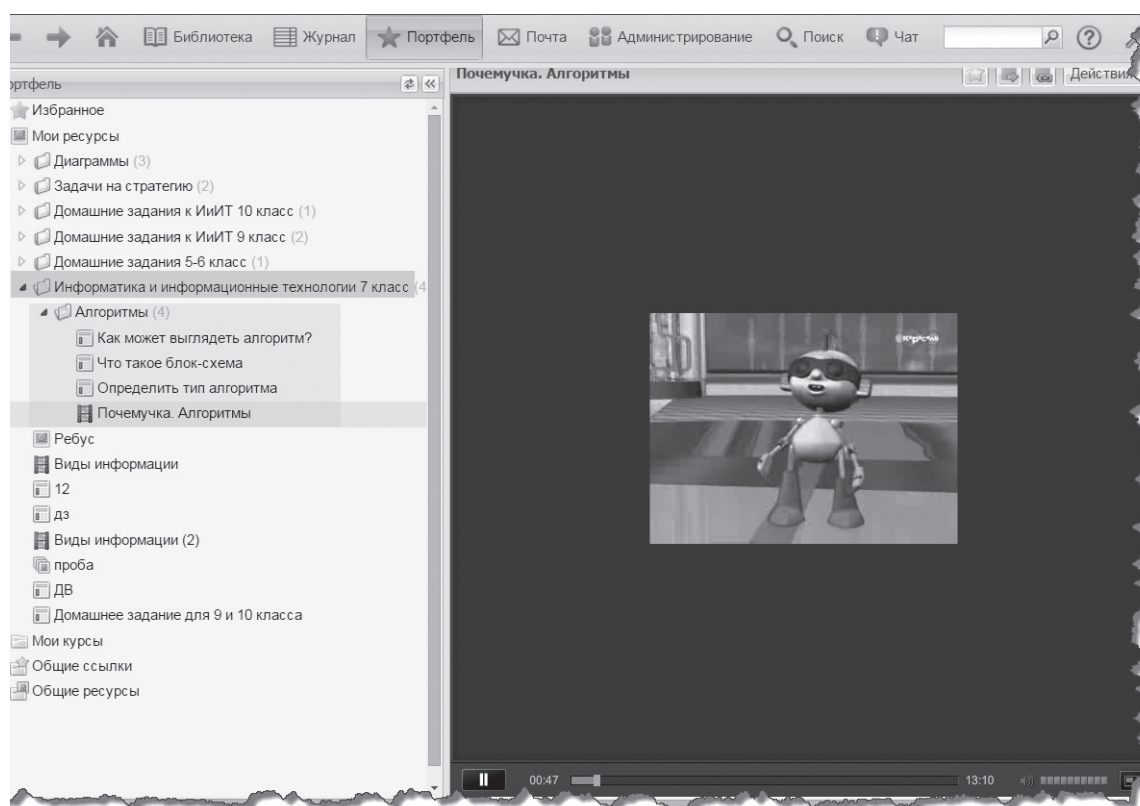 Библиотека Журнал Портфель Почта Администрирование Поиск Чат ?
ртфель
Почемучка. Алгоритмы
Действия
Избранное
Мои ресурсы
Диаграммы (3)
Задачи на стратегию (2)
Домашние задания к ИиИТ 10 класс (1)
Домашние задания к ИиИТ 9 класс (2)
Домашние задания 5-6 класс (1)
Информатика и информационные технологии 7 класс (4
Алгоритмы (4)
Как может выглядеть алгоритм?
Что такое блок-схема
Определить тип алгоритма
Почемучка. Алгоритмы
Ребус
Виды информации
12
дз
Виды информации (2)
проба
ДВ
Домашнее задание для 9 и 10 класса
Мои курсы
Общие ссылки
Общие ресурсы
Карусель
00:47
13:10